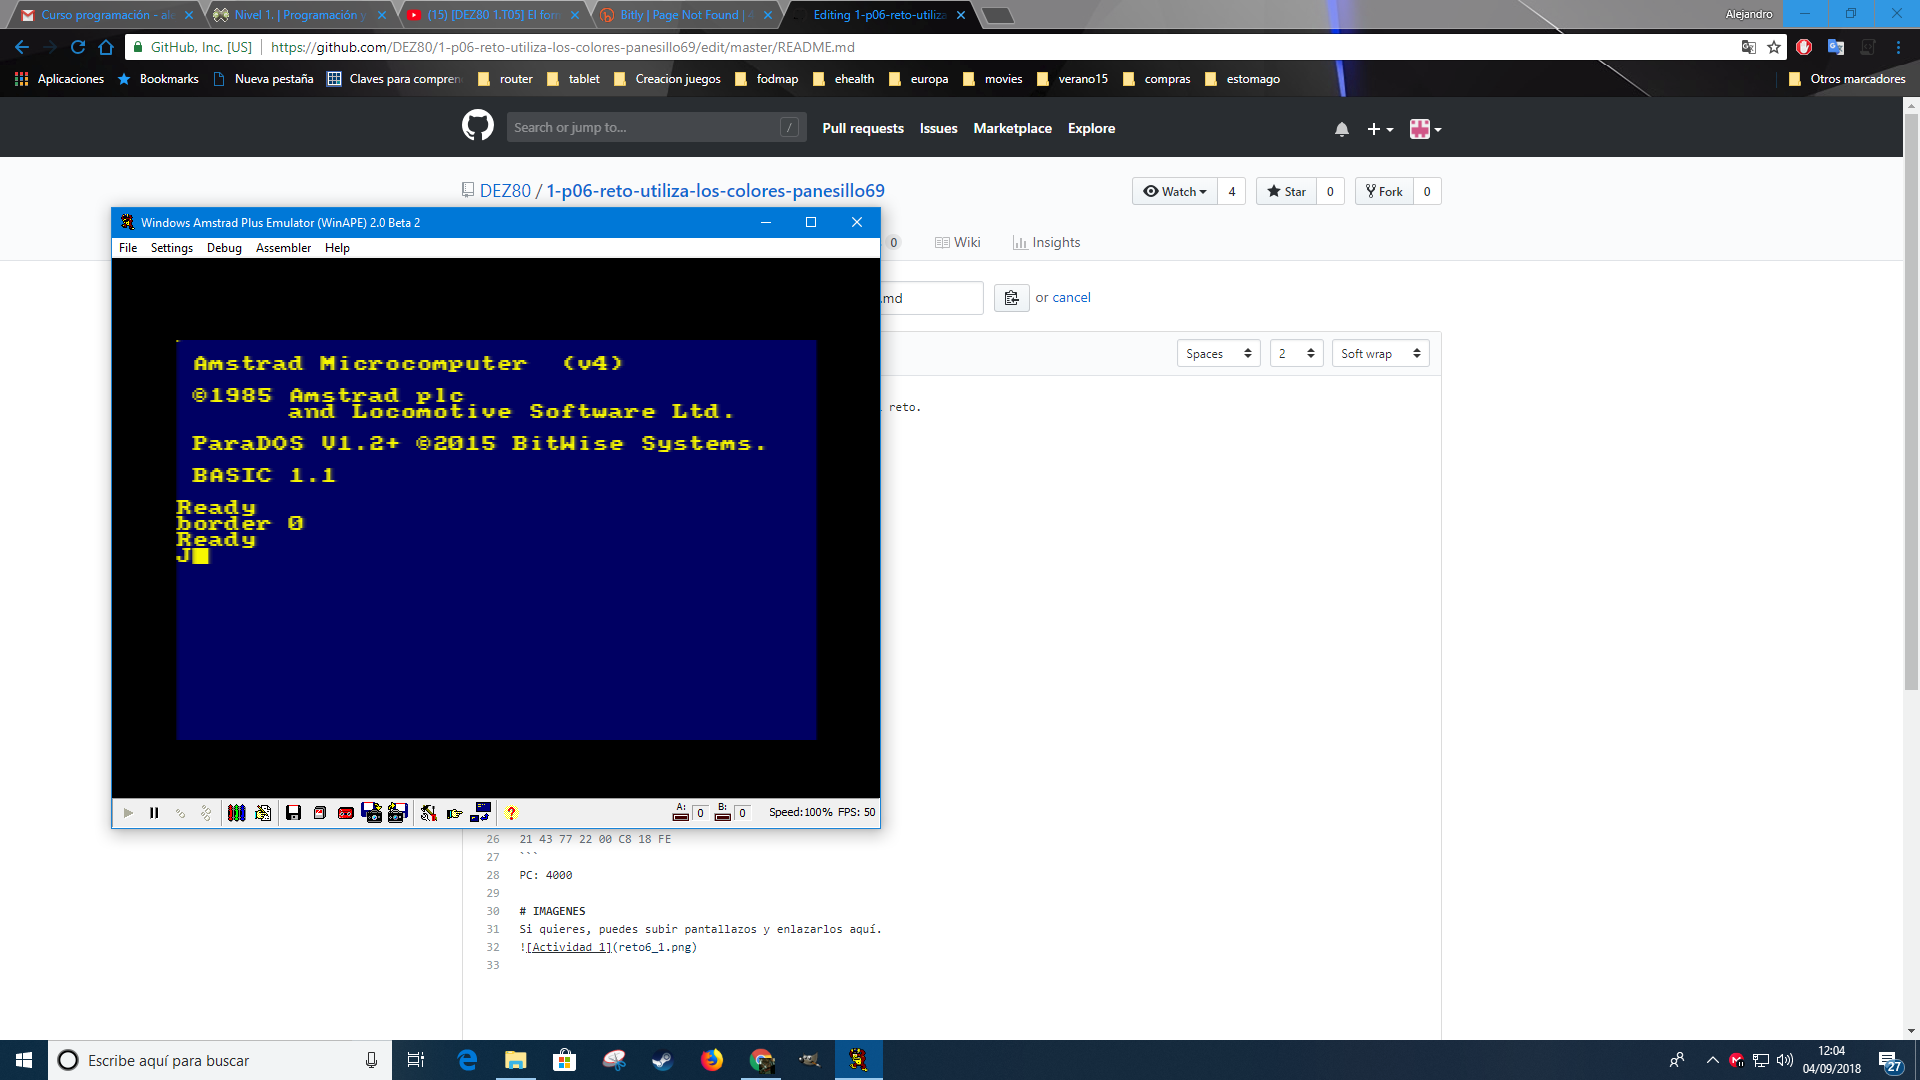 Curso programación - ale
Nivel 1. | Programación y
(15) [DEZ80 1.T05] El for
Bitly | Page Not Found | 4
Editing 1-p06-reto-utiliza
Alejandro
GitHub, Inc. [US]
https://github.com/DEZ80/1-p06-reto-utiliza-los-colores-panesillo69/edit/master/README.md
Aplicaciones
Bookmarks
Nueva pestaña
Claves para compren
router
tablet
Creacion juegos
fodmap
ehealth
europa
movies
verano15
compras
estomago
Otros marcadores
Search or jump to...
/
Pull requests
Issues
Marketplace
Explore
DEZ80 / 1-p06-reto-utiliza-los-colores-panesillo69
Watch 4
Star 0
Fork 0
0
Wiki
Insights
.md
or cancel
Spaces
2
Soft wrap
reto.
Windows Amstrad Plus Emulator (WinAPE) 2.0 Beta 2
File Settings Debug Assembler Help
Amstrad Microcomputer (v4)
©1985 Amstrad plc
and Locomotive Software Ltd.
ParaDOS V1.2+ ©2015 BitWise Systems.
BASIC 1.1
Ready
border 0
Ready
J
A: 0 B: 0 Speed:100% FPS: 50
26 21 43 77 22 00 C8 18 FE
27 ```
28 PC: 4000
29
30 # IMAGENES
31 Si quieres, puedes subir pantallazos y enlazarlos aquí.
32 ![Actividad 1](reto6_1.png)
33
Escribe aquí para buscar
12:04
04/09/2018
27